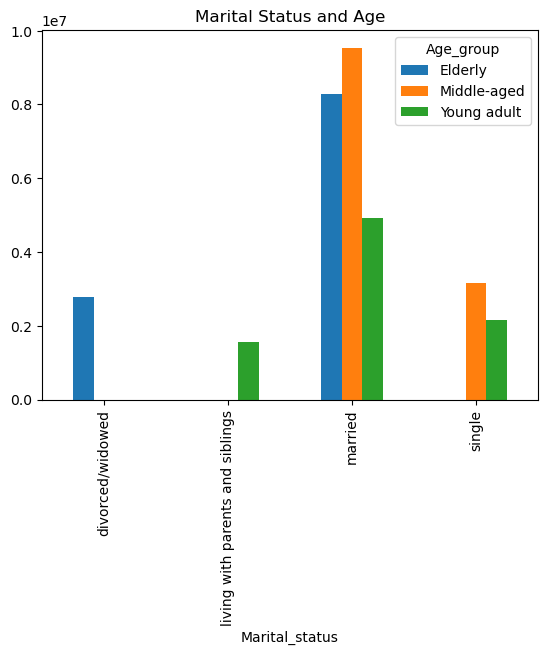 Marital Status and Age
1e7
1.0
0.8
0.6
0.4
0.2
0.0
Age_group
Elderly
Middle-aged
Young adult
divorced/widowed
living with parents and siblings
married
single
Marital_status